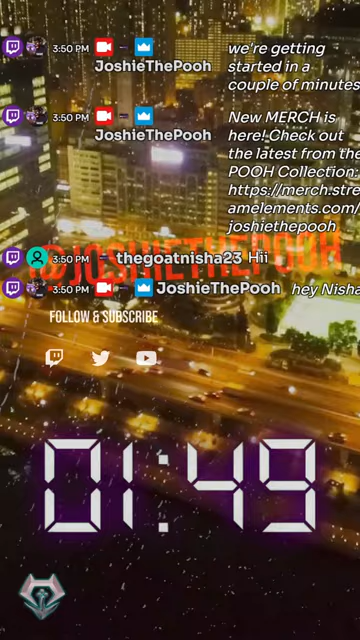 3:50 PM JoshieThePooh we're getting
started in a
couple of minutes
3:50 PM JoshieThePooh New MERCH is
here! Check out
the latest from the
POOH Collection:
https://merch.stre
amelements.com/
joshiethepooh
@JOSHIETHEPOOH
3:50 PM thegoatnisha23 Hii
3:50 PM JoshieThePooh hey Nisha
FOLLOW & SUBSCRIBE
01:49